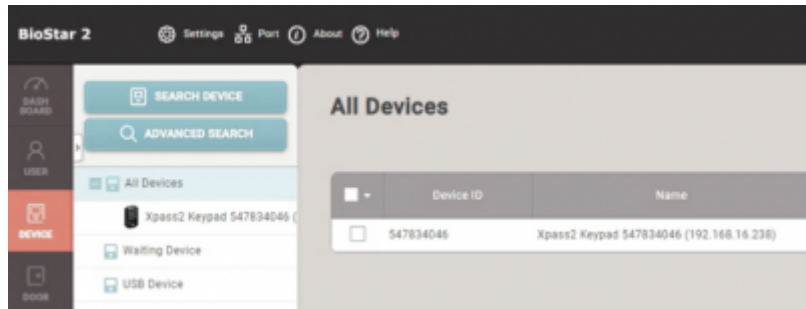 BioStar 2
Settings Port About Help
DASH
BOARD
USER
DEVICE
DOOR
SEARCH DEVICE
ADVANCED SEARCH
All Devices
Xpass2 Keypad 547834046 (
Waiting Device
USB Device
All Devices
Device ID Name
547834046 Xpass2 Keypad 547834046 (192.168.16.238)